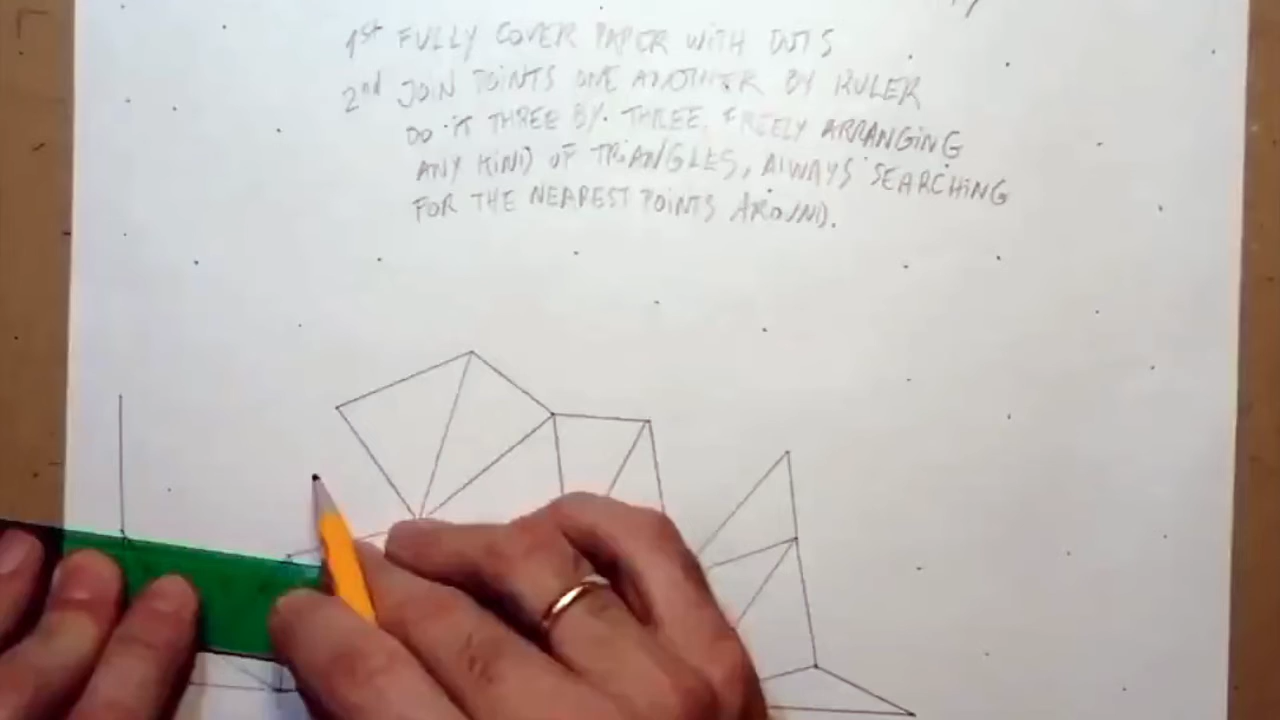 1st FULLY COVER PAPER WITH DOTS
2nd JOIN POINTS ONE ANOTHER BY RULER
DO IT THREE BY THREE, FREELY ARRANGING
ANY KIND OF TRIANGLES, ALWAYS SEARCHING
FOR THE NEAREST POINTS AROUND.